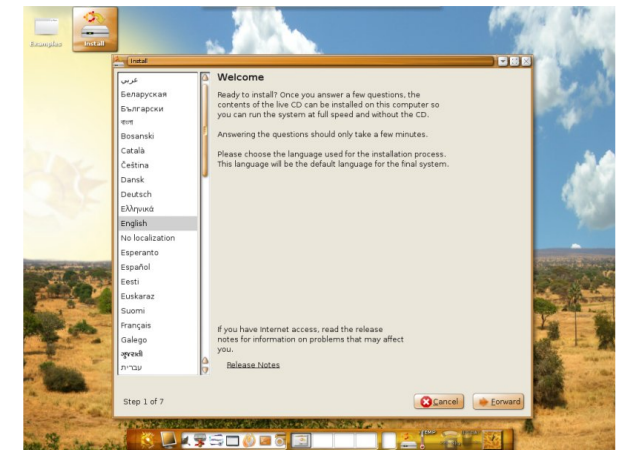 Examples
Install
Install
عربي
Беларуская
Български
বাংলা
Bosanski
Català
Čeština
Dansk
Deutsch
Ελληνικά
English
No localization
Esperanto
Español
Eesti
Euskaraz
Suomi
Français
Galego
ગુજરાતી
עברית
Welcome
Ready to install? Once you answer a few questions, the
contents of the live CD can be installed on this computer so
you can run the system at full speed and without the CD.
Answering the questions should only take a few minutes.
Please choose the language used for the installation process.
This language will be the default language for the final system.
If you have Internet access, read the release
notes for information on problems that may affect
you.
Release Notes
Step 1 of 7
Cancel
Forward